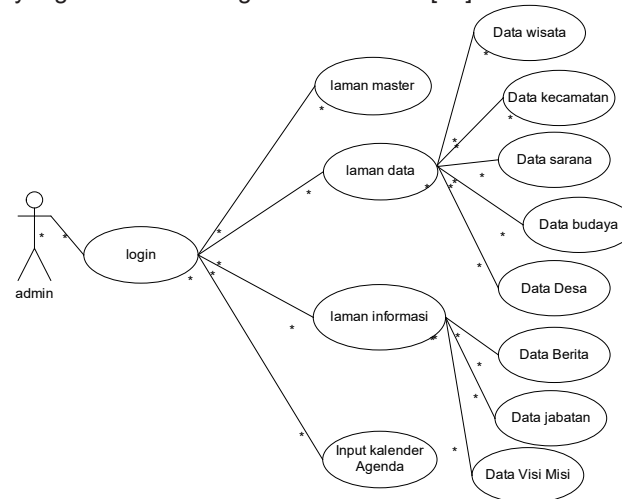 Data wisata
laman master
Data kecamatan
laman data
Data sarana
Data budaya
login
admin
Data Desa
laman informasi
Data Berita
Data jabatan
Input kalender
Agenda
Data Visi Misi